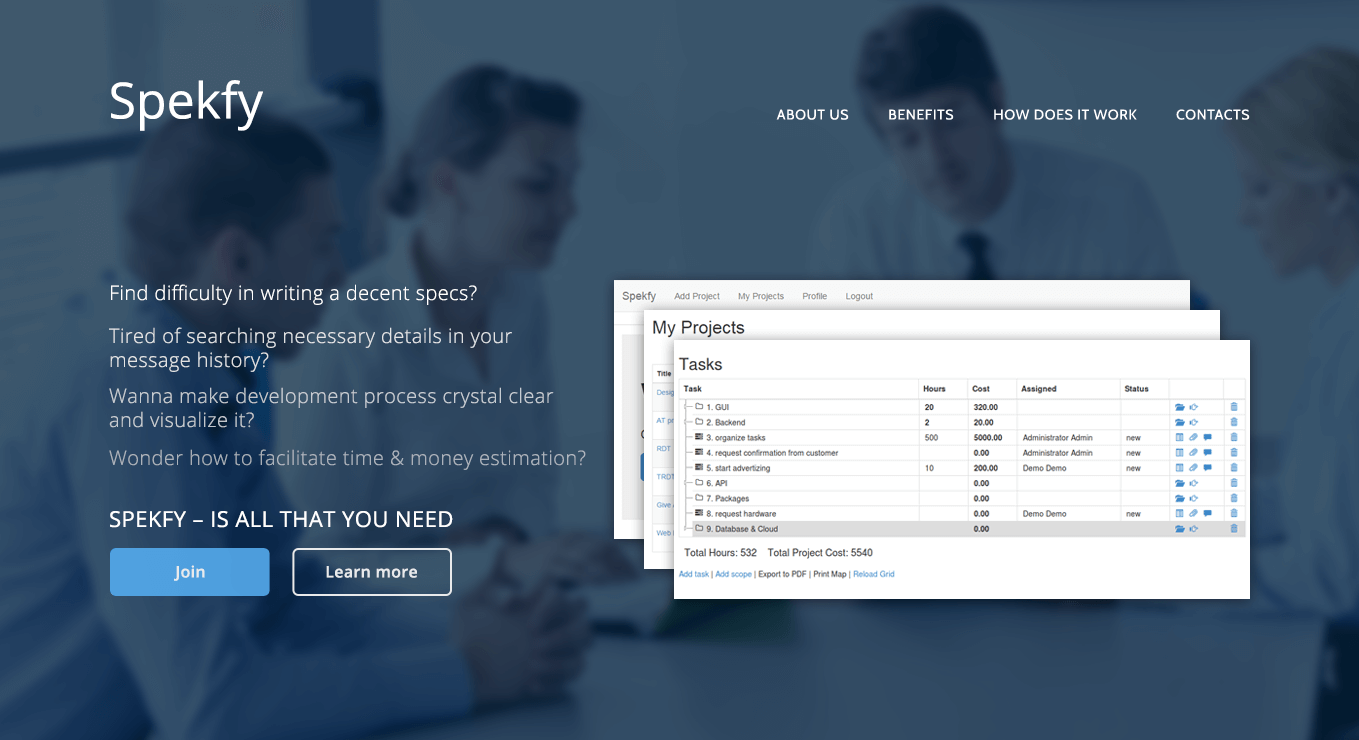 Spekfy
ABOUT US BENEFITS HOW DOES IT WORK CONTACTS
Find difficulty in writing a decent specs?
Tired of searching necessary details in your
message history?
Wanna make development process crystal clear
and visualize it?
Wonder how to facilitate time & money estimation?
SPEKFY – IS ALL THAT YOU NEED
Join Learn more
Spekfy Add Project My Projects Profile Logout
My Projects
Title
RDT
Tasks
Task Hours Cost Assigned Status
1. GUI 20 320.00
2. Backend 2 20.00
3. organize tasks 500 5000.00 Administrator Admin new
4. request confirmation from customer 0.00 Administrator Admin new
5. start advertizing 10 200.00 Demo Demo new
6. API 0.00
7. Packages 0.00
8. request hardware 0.00 Demo Demo new
9. Database & Cloud 0.00
Total Hours: 532 Total Project Cost: 5540
Add task | Add scope | Export to PDF | Print Map | Reload Grid